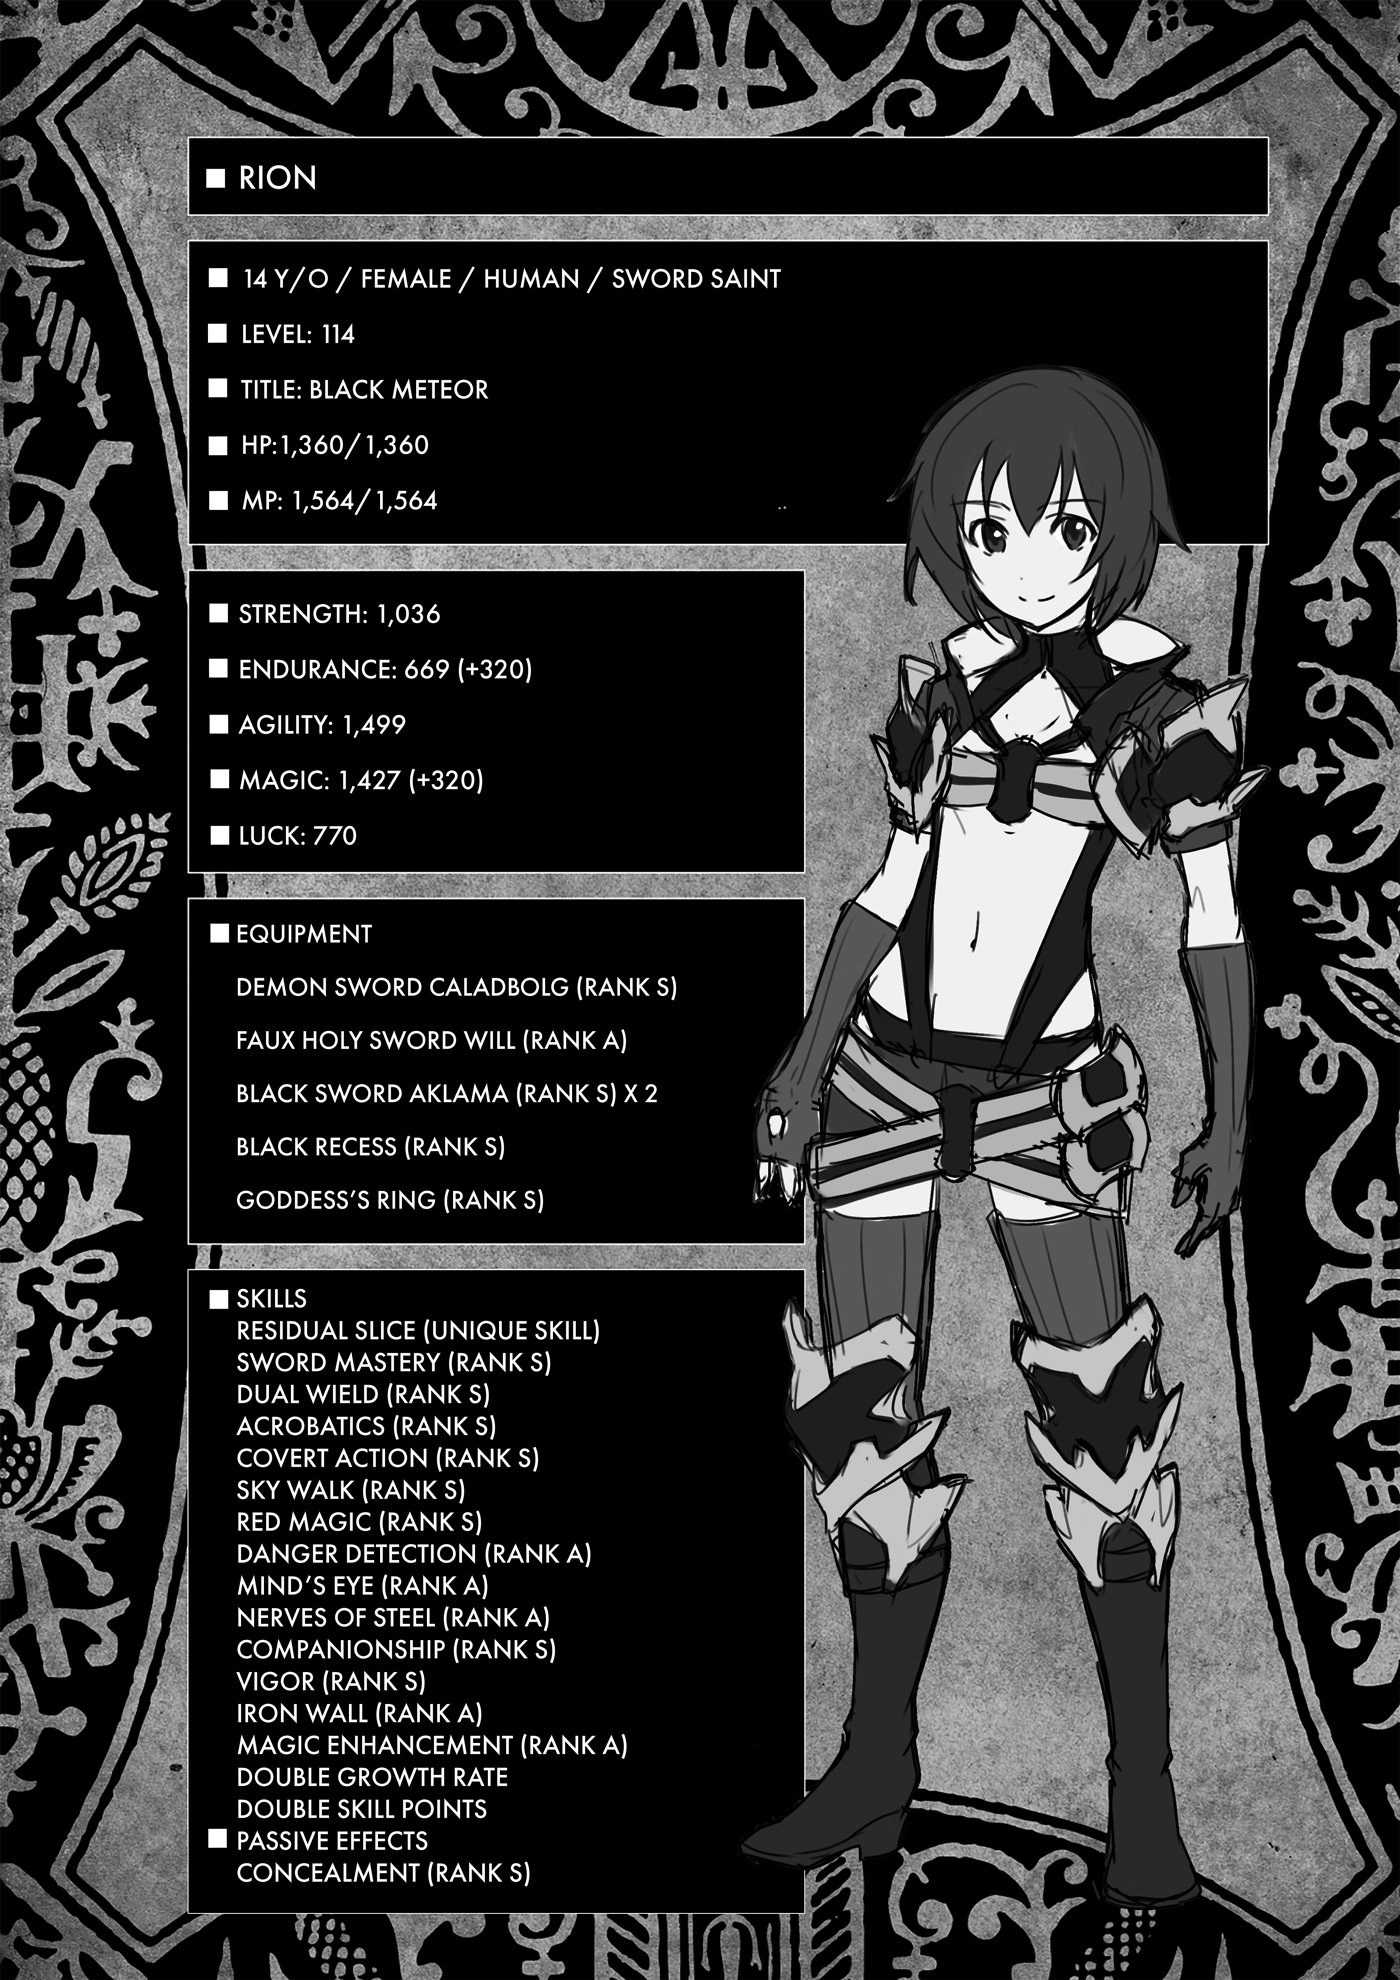 RION
14 Y/O / FEMALE / HUMAN / SWORD SAINT
LEVEL: 114
TITLE: BLACK METEOR
HP:1,360/1,360
MP: 1,564/1,564
STRENGTH: 1,036
ENDURANCE: 669 (+320)
AGILITY: 1,499
MAGIC: 1,427 (+320)
LUCK: 770
EQUIPMENT
DEMON SWORD CALADBOLG (RANK S)
FAUX HOLY SWORD WILL (RANK A)
BLACK SWORD AKLAMA (RANK S) X 2
BLACK RECESS (RANK S)
GODDESS’S RING (RANK S)
SKILLS
RESIDUAL SLICE (UNIQUE SKILL)
SWORD MASTERY (RANK S)
DUAL WIELD (RANK S)
ACROBATICS (RANK S)
COVERT ACTION (RANK S)
SKY WALK (RANK S)
RED MAGIC (RANK S)
DANGER DETECTION (RANK A)
MIND’S EYE (RANK A)
NERVES OF STEEL (RANK A)
COMPANIONSHIP (RANK S)
VIGOR (RANK S)
IRON WALL (RANK A)
MAGIC ENHANCEMENT (RANK A)
DOUBLE GROWTH RATE
DOUBLE SKILL POINTS
PASSIVE EFFECTS
CONCEALMENT (RANK S)